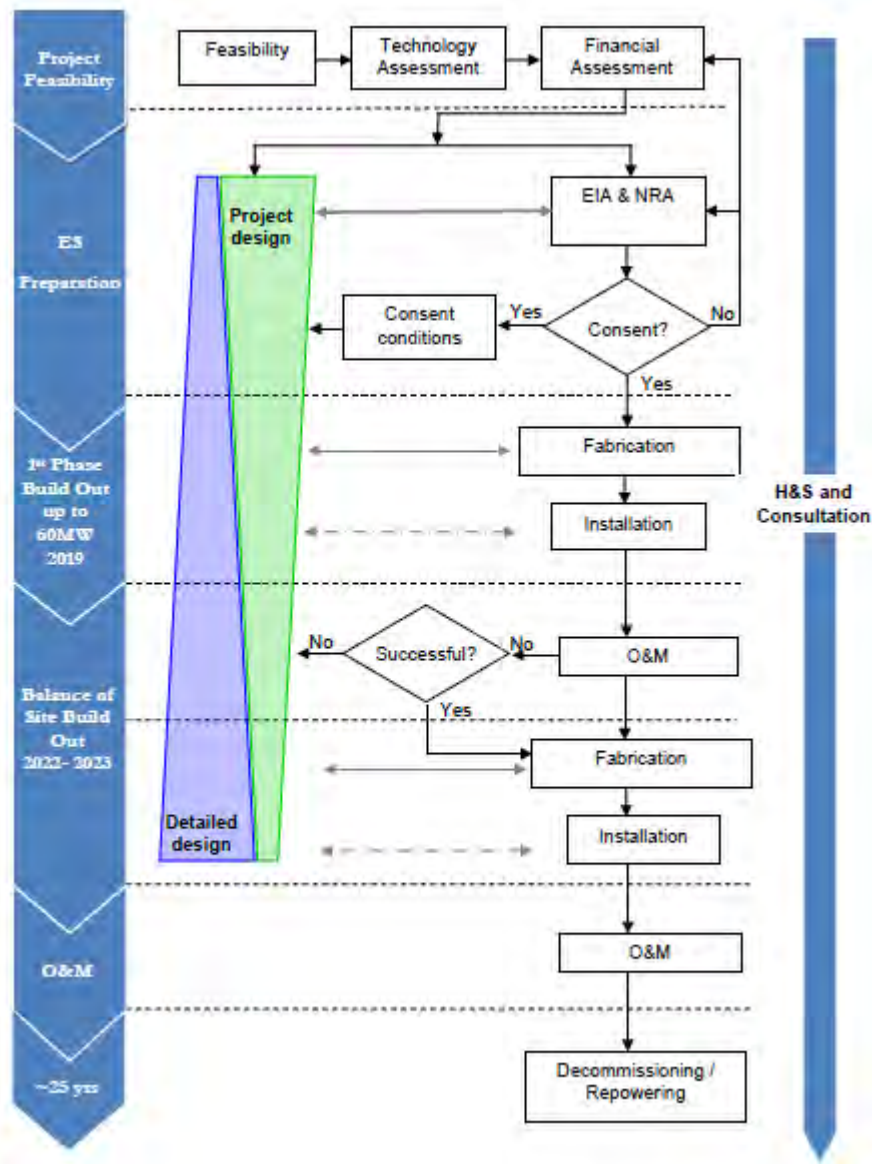 Project
Feasibility
Feasibility
Technology
Assessment
Financial
Assessment
ES
Preparation
Project
design
EIA & NRA
Consent
conditions
Yes
Consent?
No
Yes
1st Phase
Build Out
up to
60MW
2019
Fabrication
Installation
H&S and
Consultation
Balance of
Site Build
Out
2022- 2023
No
Successful?
No
O&M
Yes
Fabrication
Detailed
design
Installation
O&M
O&M
~25 yrs
Decommissioning /
Repowering